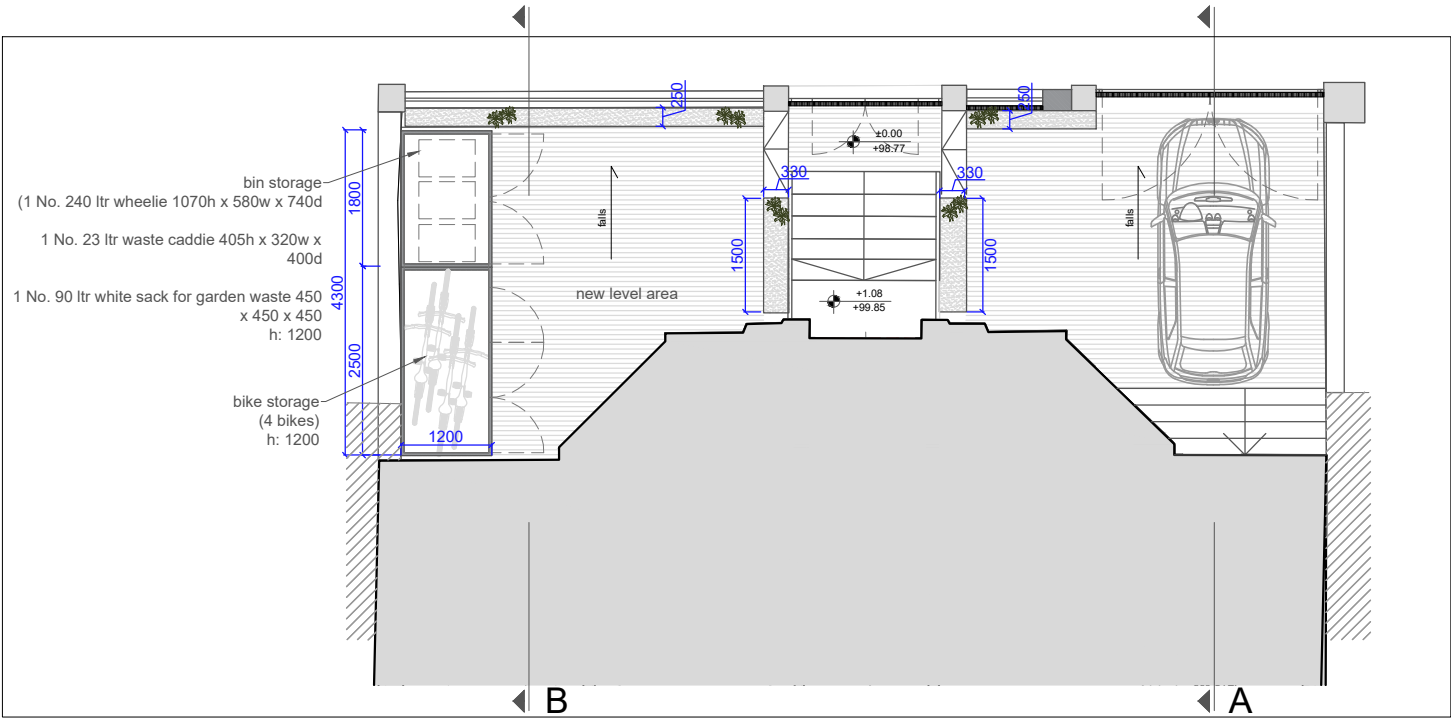 250
250
±0.00
+98.77
330
330
bin storage
(1 No. 240 ltr wheelie 1070h x 580w x 740d
1 No. 23 ltr waste caddie 405h x 320w x
400d
1 No. 90 ltr white sack for garden waste 450
x 450 x 450
h: 1200
1800
4300
2500
falls
falls
1500
1500
new level area
+1.08
+99.85
bike storage
(4 bikes)
h: 1200
1200
B
A